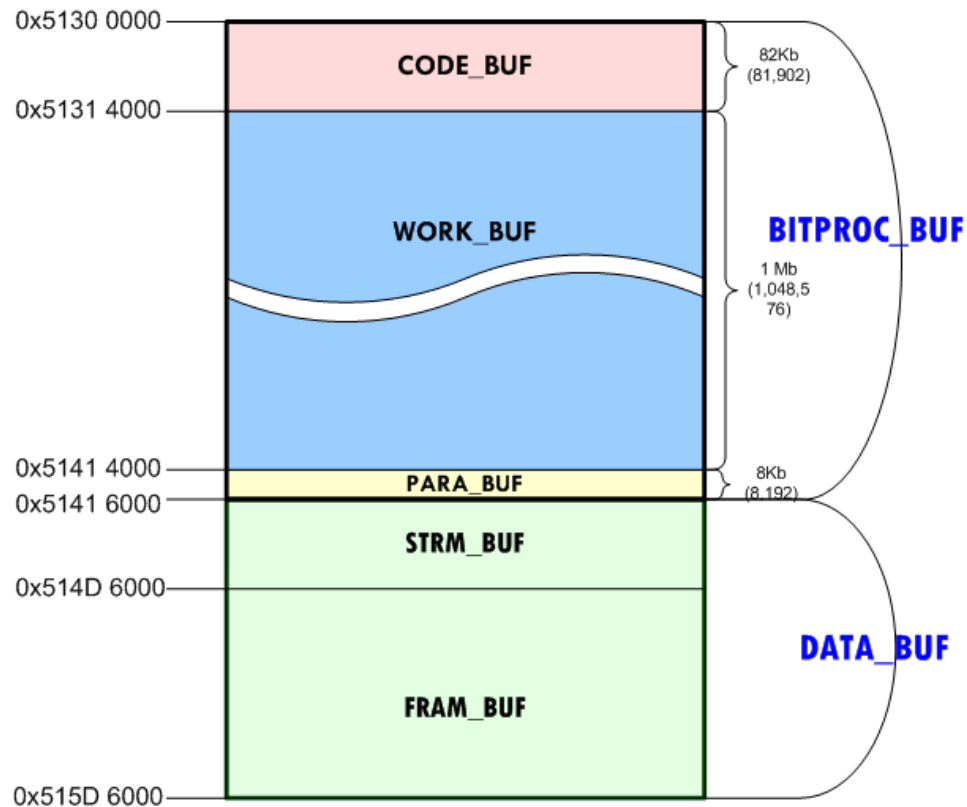 0x5130 0000
CODE_BUF
82Kb
(81,902)
0x5131 4000
WORK_BUF
BITPROC_BUF
1 Mb
(1,048,5
76)
0x5141 4000
PARA_BUF
8Kb
(8.192)
0x5141 6000
STRM_BUF
0x514D 6000
DATA_BUF
FRAM_BUF
0x515D 6000